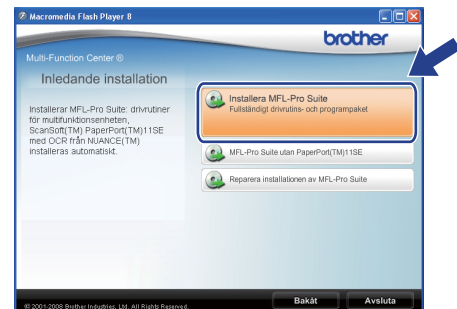 Macromedia Flash Player 8
brother
Multi-Function Center ®
Inledande installation
Installerar MFL-Pro Suite: drivrutiner
för multifunktionsenheten,
ScanSoft(TM) PaperPort(TM)11SE
med OCR från NUANCE(TM)
installeras automatiskt.
Installera MFL-Pro Suite
Fullständigt drivrutins- och programpaket
MFL-Pro Suite utan PaperPort(TM)11SE
Reparera installationen av MFL-Pro Suite
© 2001-2008 Brother Industries, Ltd. All Rights Reserved.
Bakåt
Avsluta